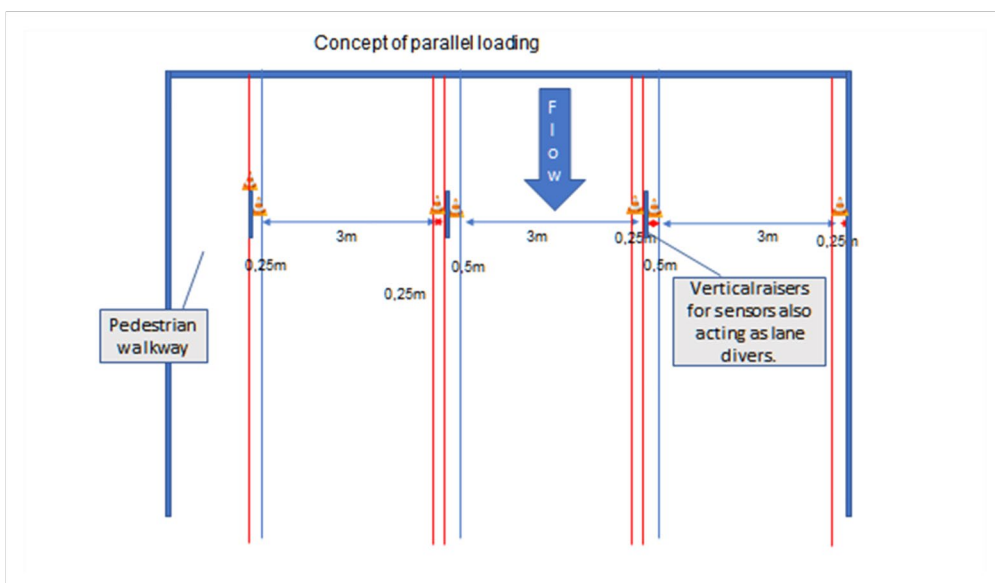 Concept of parallel loading
F
l
o
w
3m
3m
0,25m
3m
0,25m
0,25m
0,5m
0,5m
0,25m
Pedestrian
walkway
Verticalraisers
for sensors also
acting as lane
divers.